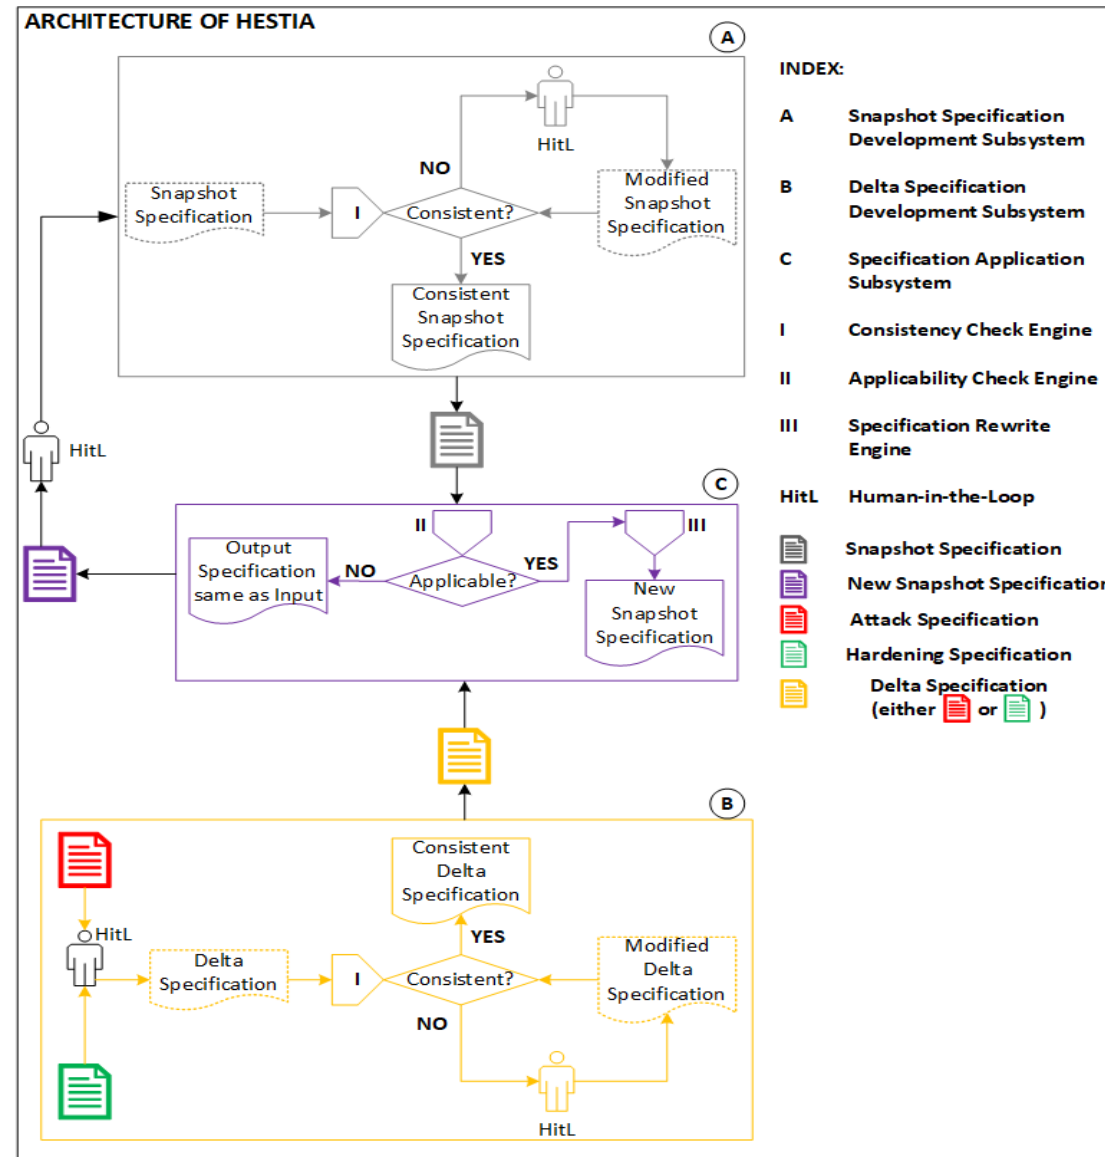 ARCHITECTURE OF HESTIA
A
HitL
NO
Snapshot
Specification
I
Consistent?
Modified
Snapshot
Specification
YES
Consistent
Snapshot
Specification
HitL
C
II
III
Output
Specification
same as Input
NO
Applicable?
YES
New
Snapshot
Specification
B
Consistent
Delta
Specification
YES
HitL
Delta
Specification
I
Consistent?
Modified
Delta
Specification
NO
HitL
INDEX:
A Snapshot Specification
Development Subsystem
B Delta Specification
Development Subsystem
C Specification Application
Subsystem
I Consistency Check Engine
II Applicability Check Engine
III Specification Rewrite
Engine
HitL Human-in-the-Loop
Snapshot Specification
New Snapshot Specification
Attack Specification
Hardening Specification
Delta Specification
(either or )